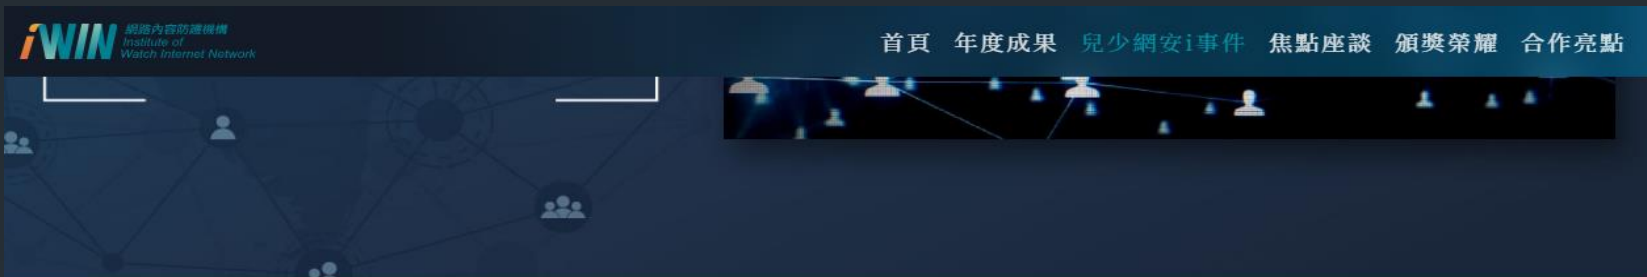 iWIN
網路內容防護機構
Institute of
Watch Internet Network
首頁 年度成果 兒少網安i事件 焦點座談 頒獎榮耀 合作亮點